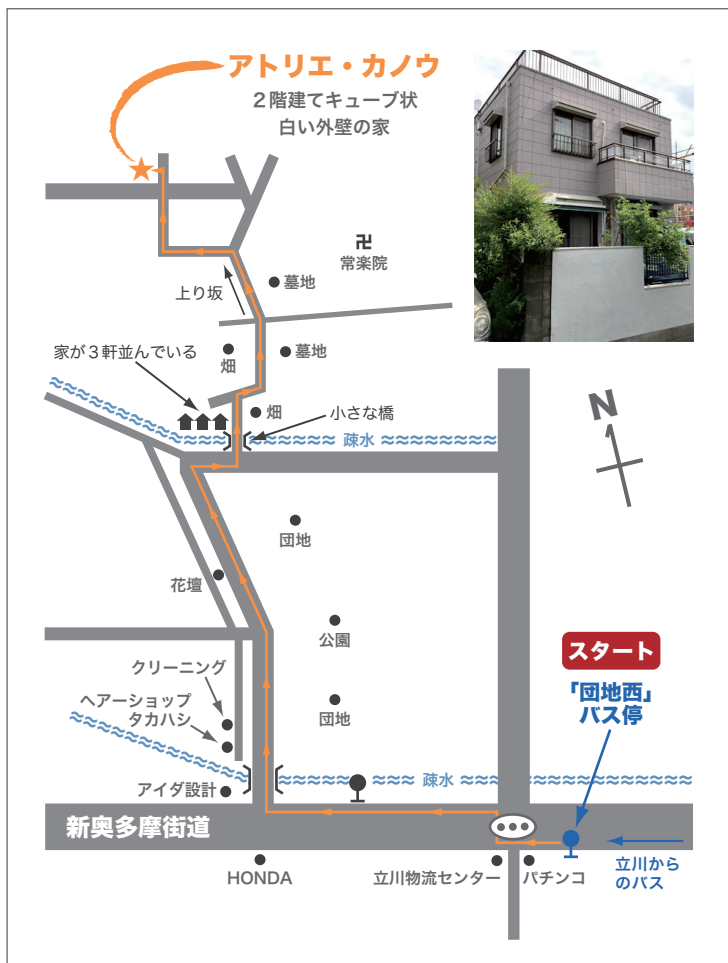 アトリエ・カノウ
２階建てキューブ状
白い外壁の家
卍
常楽院
墓地
上り坂
家が３軒並んでいる
畑
墓地
畑
小さな橋
疎水
N
団地
花壇
公園
スタート
「団地西」
バス停
クリーニング
ヘアーショップ
タカハシ
団地
アイダ設計
疎水
新奥多摩街道
立川から
のバス
HONDA
立川物流センター
パチンコ